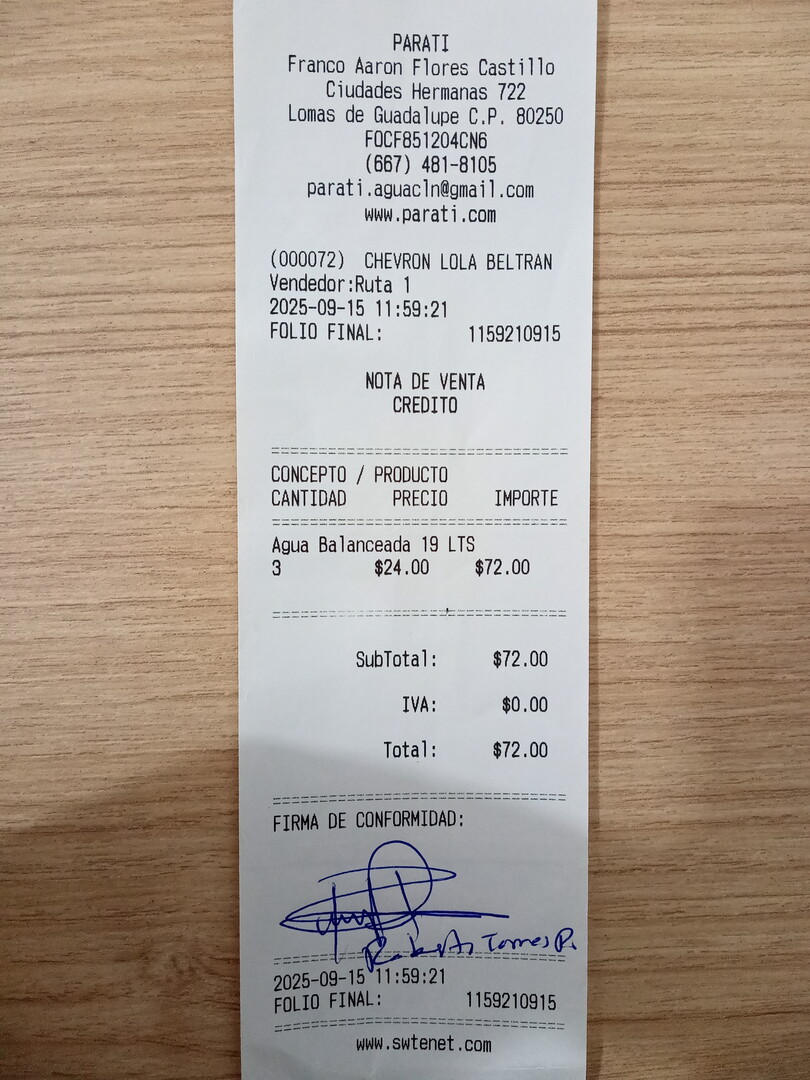 PARATI
Franco Aaron Flores Castillo
Ciudades Hermanas 722
Lomas de Guadalupe C.P. 80250
FOCF851204CN6
(667) 481-8105
parati.aguacln@gmail.com
www.parati.com
(000072) CHEVRON LOLA BELTRAN
Vendedor:Ruta 1
2025-09-15 11:59:21
FOLIO FINAL: 1159210915
NOTA DE VENTA
CREDITO
CONCEPTO / PRODUCTO
CANTIDAD PRECIO IMPORTE
Agua Balanceada 19 LTS
3 $24.00 $72.00
SubTotal: $72.00
IVA: $0.00
Total: $72.00
FIRMA DE CONFORMIDAD:
Roberto Torres P.
2025-09-15 11:59:21
FOLIO FINAL: 1159210915
www.swtenet.com